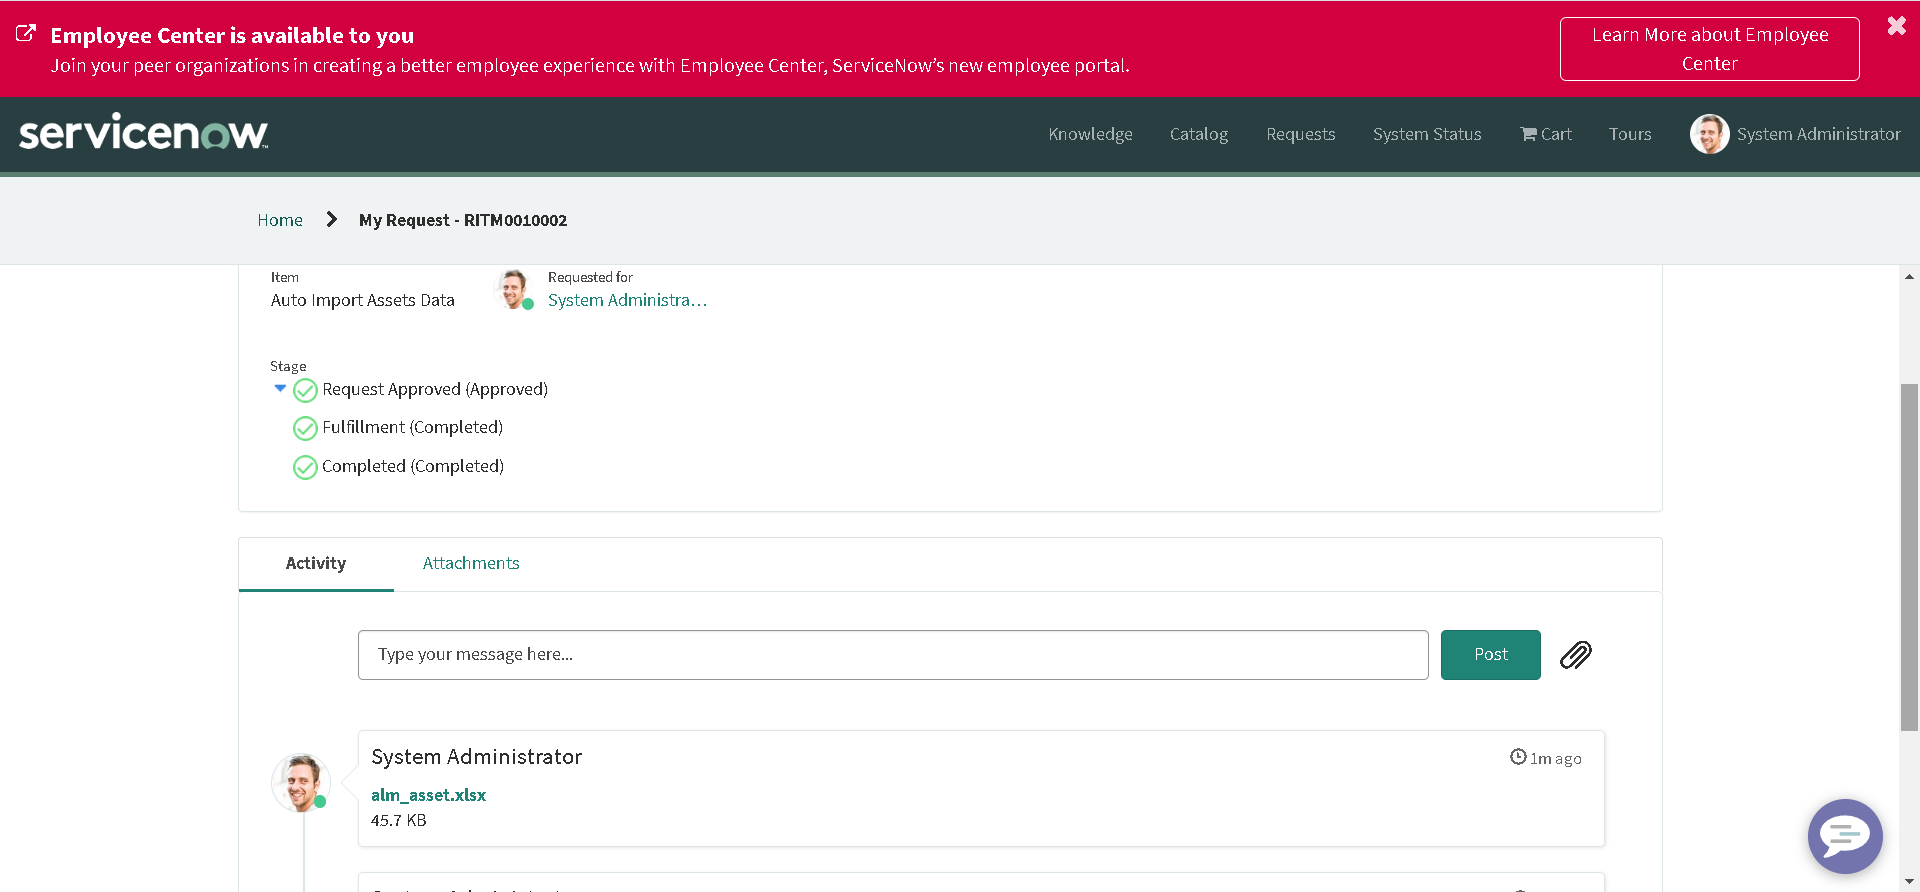 Employee Center is available to you
Join your peer organizations in creating a better employee experience with Employee Center, ServiceNow’s new employee portal.
Learn More about Employee
Center
servicenow
Knowledge
Catalog
Requests
System Status
Cart
Tours
System Administrator
Home
My Request - RITM0010002
Item
Auto Import Assets Data
Requested for
System Administra…
Stage
Request Approved (Approved)
Fulfillment (Completed)
Completed (Completed)
Activity
Attachments
Type your message here...
Post
System Administrator
1m ago
alm_asset.xlsx
45.7 KB